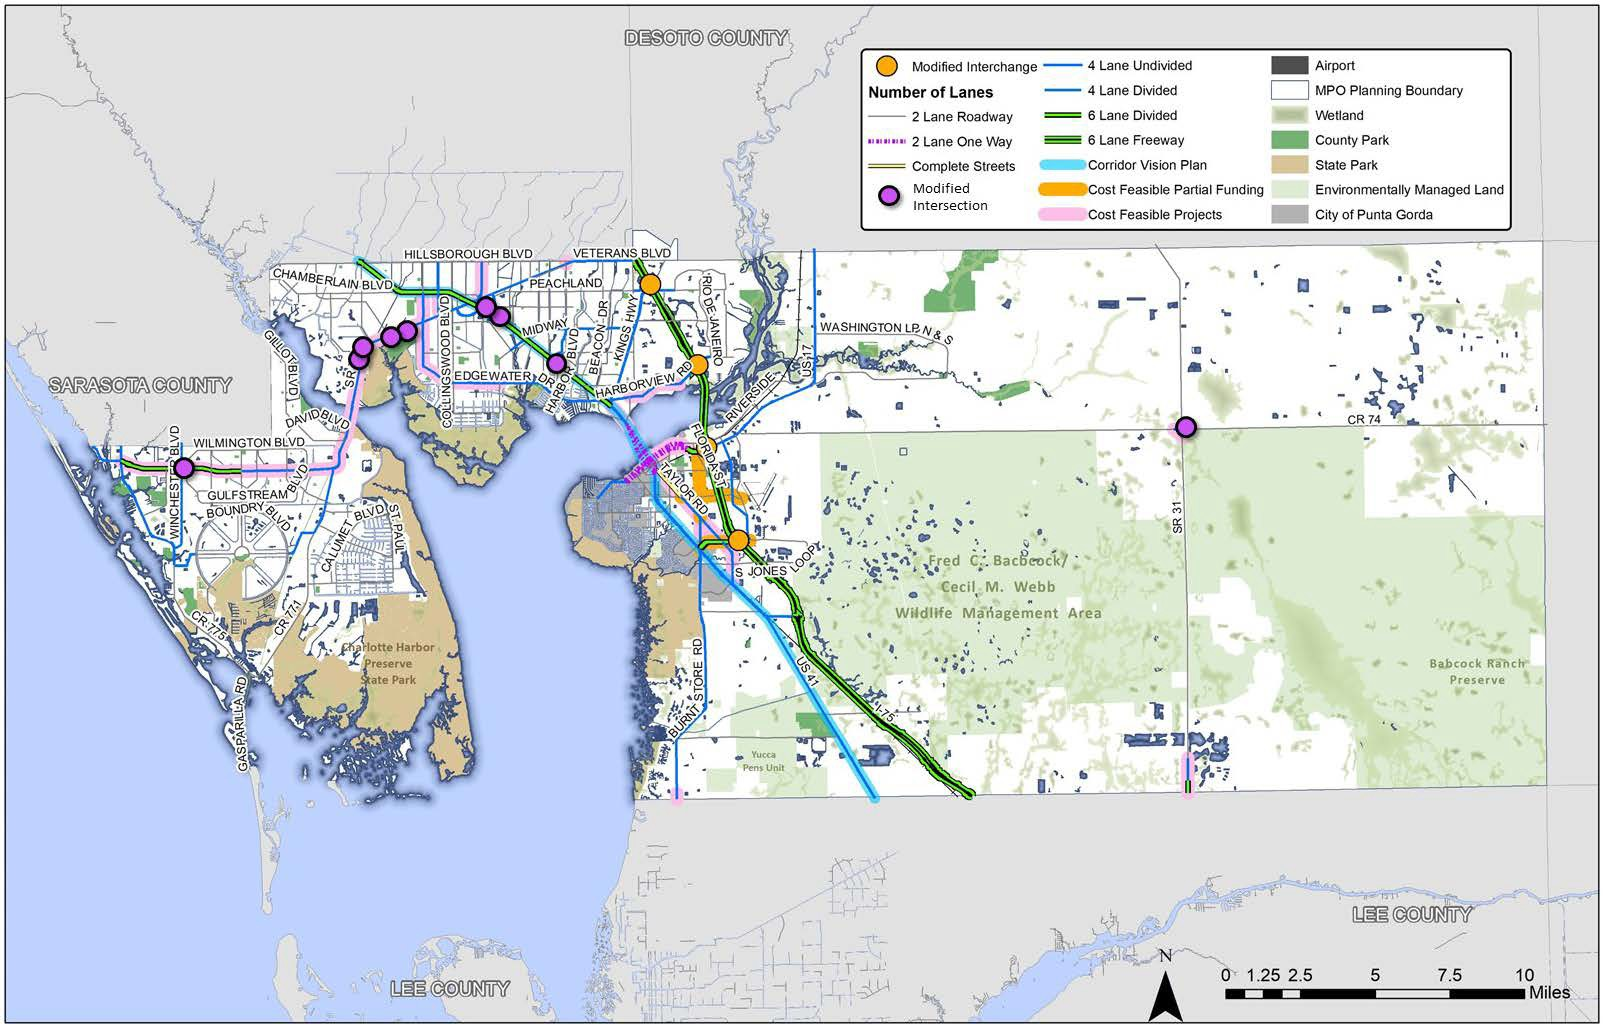 DESOTO COUNTY
Modified Interchange
Number of Lanes
2 Lane Roadway
2 Lane One Way
Complete Streets
Modified
Intersection
4 Lane Undivided
4 Lane Divided
6 Lane Divided
6 Lane Freeway
Corridor Vision Plan
Cost Feasible Partial Funding
Cost Feasible Projects
Airport
MPO Planning Boundary
Wetland
County Park
State Park
Environmentally Managed Land
City of Punta Gorda
HILLSBOROUGH BLVD
VETERANS BLVD
CHAMBERLAIN BLVD
PEACHLAND
RIO DE JANEIRO
COLLINGSWOOD BLVD
MIDWAY
BEACON DR
KINGS HWY
WASHINGTON LP N & S
US 17
GILLOT BLVD
SARASOTA COUNTY
EDGEWATER DR
HARBOR BLVD
HARBORVIEW RD
RIVERSIDE
DAVID BLVD
CR 74
WILMINGTON BLVD
WINCHESTER BLVD
FLORIDA ST
TAYLOR RD
GULFSTREAM BLVD
BOUNDRY BLVD
CALUMET BLVD
ST. PAUL
SR 31
Fred C. Bacbcock/
Cecil M. Webb
Wildlife Management Area
S JONES LOOP
CR 775
CR 771
Charlotte Harbor
Preserve
State Park
BURNT STORE RD
US 41
I-75
Babcock Ranch
Preserve
GASPARILLA RD
Yucca
Pens Unit
LEE COUNTY
LEE COUNTY
N
0 1.25 2.5 5 7.5 10
Miles